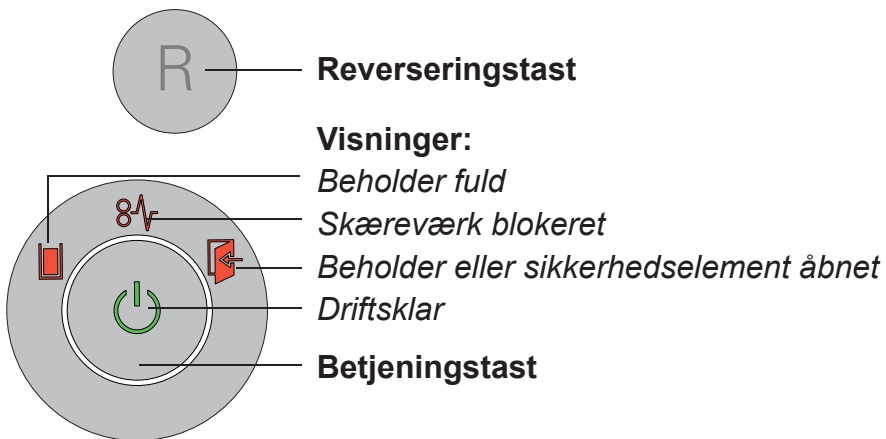 R
Reverseringstast
Visninger:
Beholder fuld
Skæreværk blokeret
Beholder eller sikkerhedselement åbnet
Driftsklar
Betjeningstast